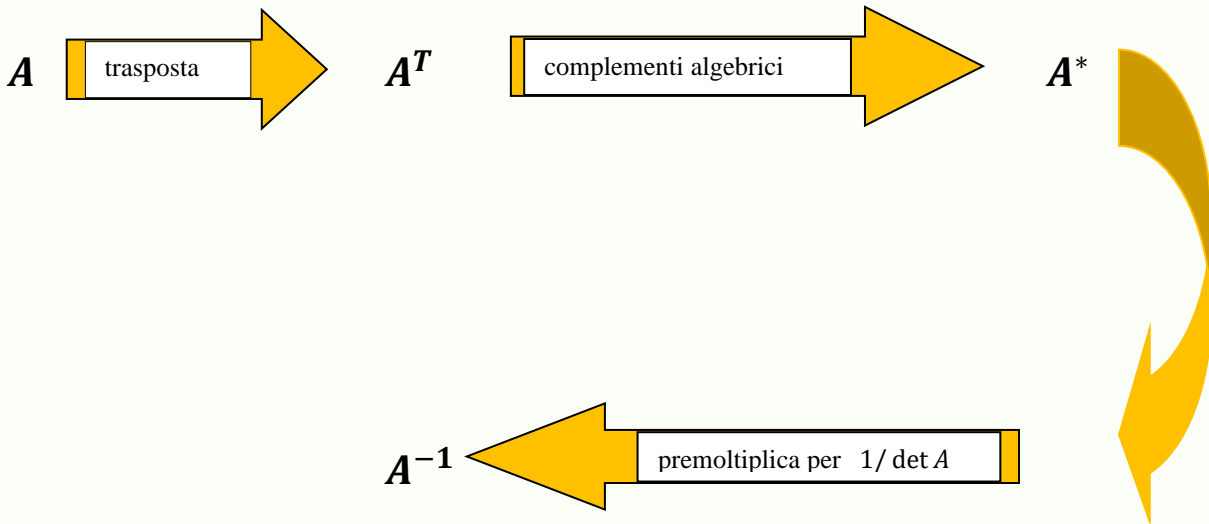 A trasposta A^T complementi algebrici A^*
A^{-1} premoltiplica per 1/ det A